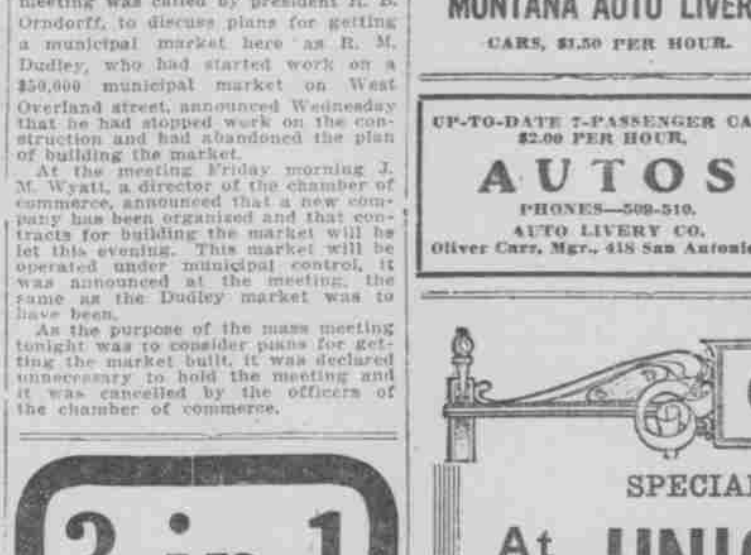 meeting was called by president R. B.
Orndorff, to discuss plans for getting
a municipal market here as R. M.
Dudley, who had started work on a
$50,000 municipal market on West
Overland street, announced Wednesday
that he had stopped work on the con-
struction and had abandoned the plan
of building the market.
At the meeting Friday morning J.
M. Wyatt, a director of the chamber of
commerce, announced that a new com-
pany has been organized and that con-
tracts for building the market will be
let this evening. This market will be
operated under municipal control, it
was announced at the meeting, the
same as the Dudley market was to
have been.
As the purpose of the mass meeting
tonight was to consider plans for get-
ting the market built, it was declared
unnecessary to hold the meeting and
it was cancelled by the officers of
the chamber of commerce.
2 in 1
MONTANA AUTO LIVER
CARS, $1.50 PER HOUR.
UP-TO-DATE 7-PASSENGER CA
$2.00 PER HOUR.
AUTOS
PHONES—509-510.
AUTO LIVERY CO.
Oliver Carr, Mgr., 418 San Antonio
SPECIAL
At UNI